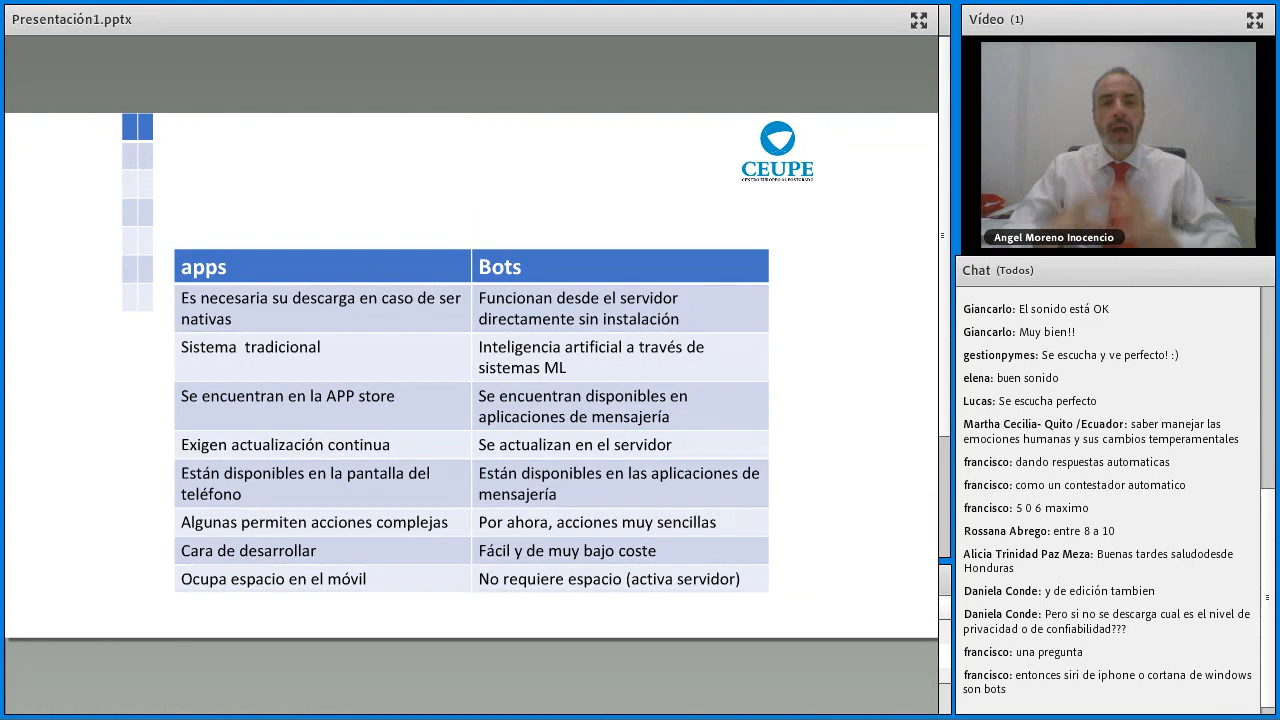 Presentación1.pptx
CEUPE
CENTRO EUROPEO DE POSTGRADO
apps
Bots
Es necesaria su descarga en caso de ser
nativas
Funcionan desde el servidor
directamente sin instalación
Sistema  tradicional
Inteligencia artificial a través de
sistemas ML
Se encuentran en la APP store
Se encuentran disponibles en
aplicaciones de mensajería
Exigen actualización continua
Se actualizan en el servidor
Están disponibles en la pantalla del
teléfono
Están disponibles en las aplicaciones de
mensajería
Algunas permiten acciones complejas
Por ahora, acciones muy sencillas
Cara de desarrollar
Fácil y de muy bajo coste
Ocupa espacio en el móvil
No requiere espacio (activa servidor)
Vídeo (1)
Angel Moreno Inocencio
Chat (Todos)
Giancarlo: El sonido está OK
Giancarlo: Muy bien!!
gestionpymes: Se escucha y ve perfecto! :)
elena: buen sonido
Lucas: Se escucha perfecto
Martha Cecilia- Quito /Ecuador: saber manejar las
emociones humanas y sus cambios temperamentales
francisco: dando respuestas automaticas
francisco: como un contestador automatico
francisco: 5 0 6 maximo
Rossana Abrego: entre 8 a 10
Alicia Trinidad Paz Meza: Buenas tardes saludodesde
Honduras
Daniela Conde: y de edición tambien
Daniela Conde: Pero si no se descarga cual es el nivel de
privacidad o de confiabilidad???
francisco: una pregunta
francisco: entonces siri de iphone o cortana de windows
son bots